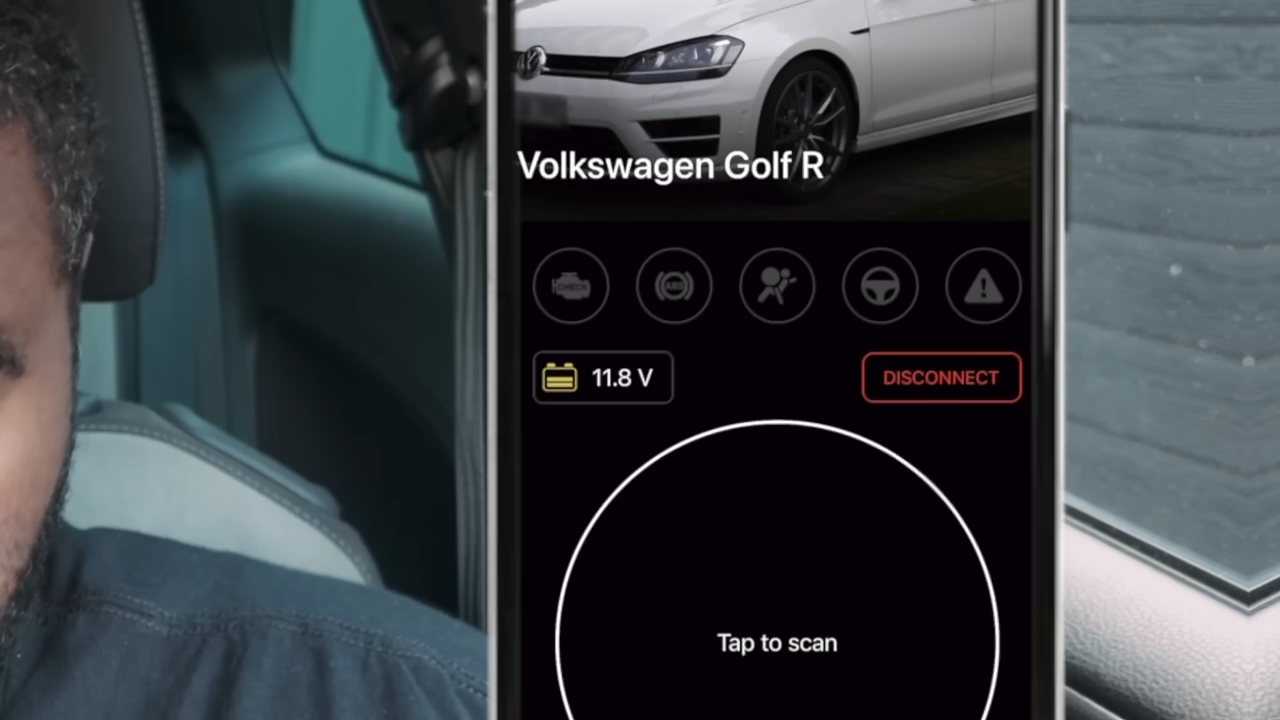 Volkswagen Golf R
CHECK
ABS
11.8 V
DISCONNECT
Tap to scan